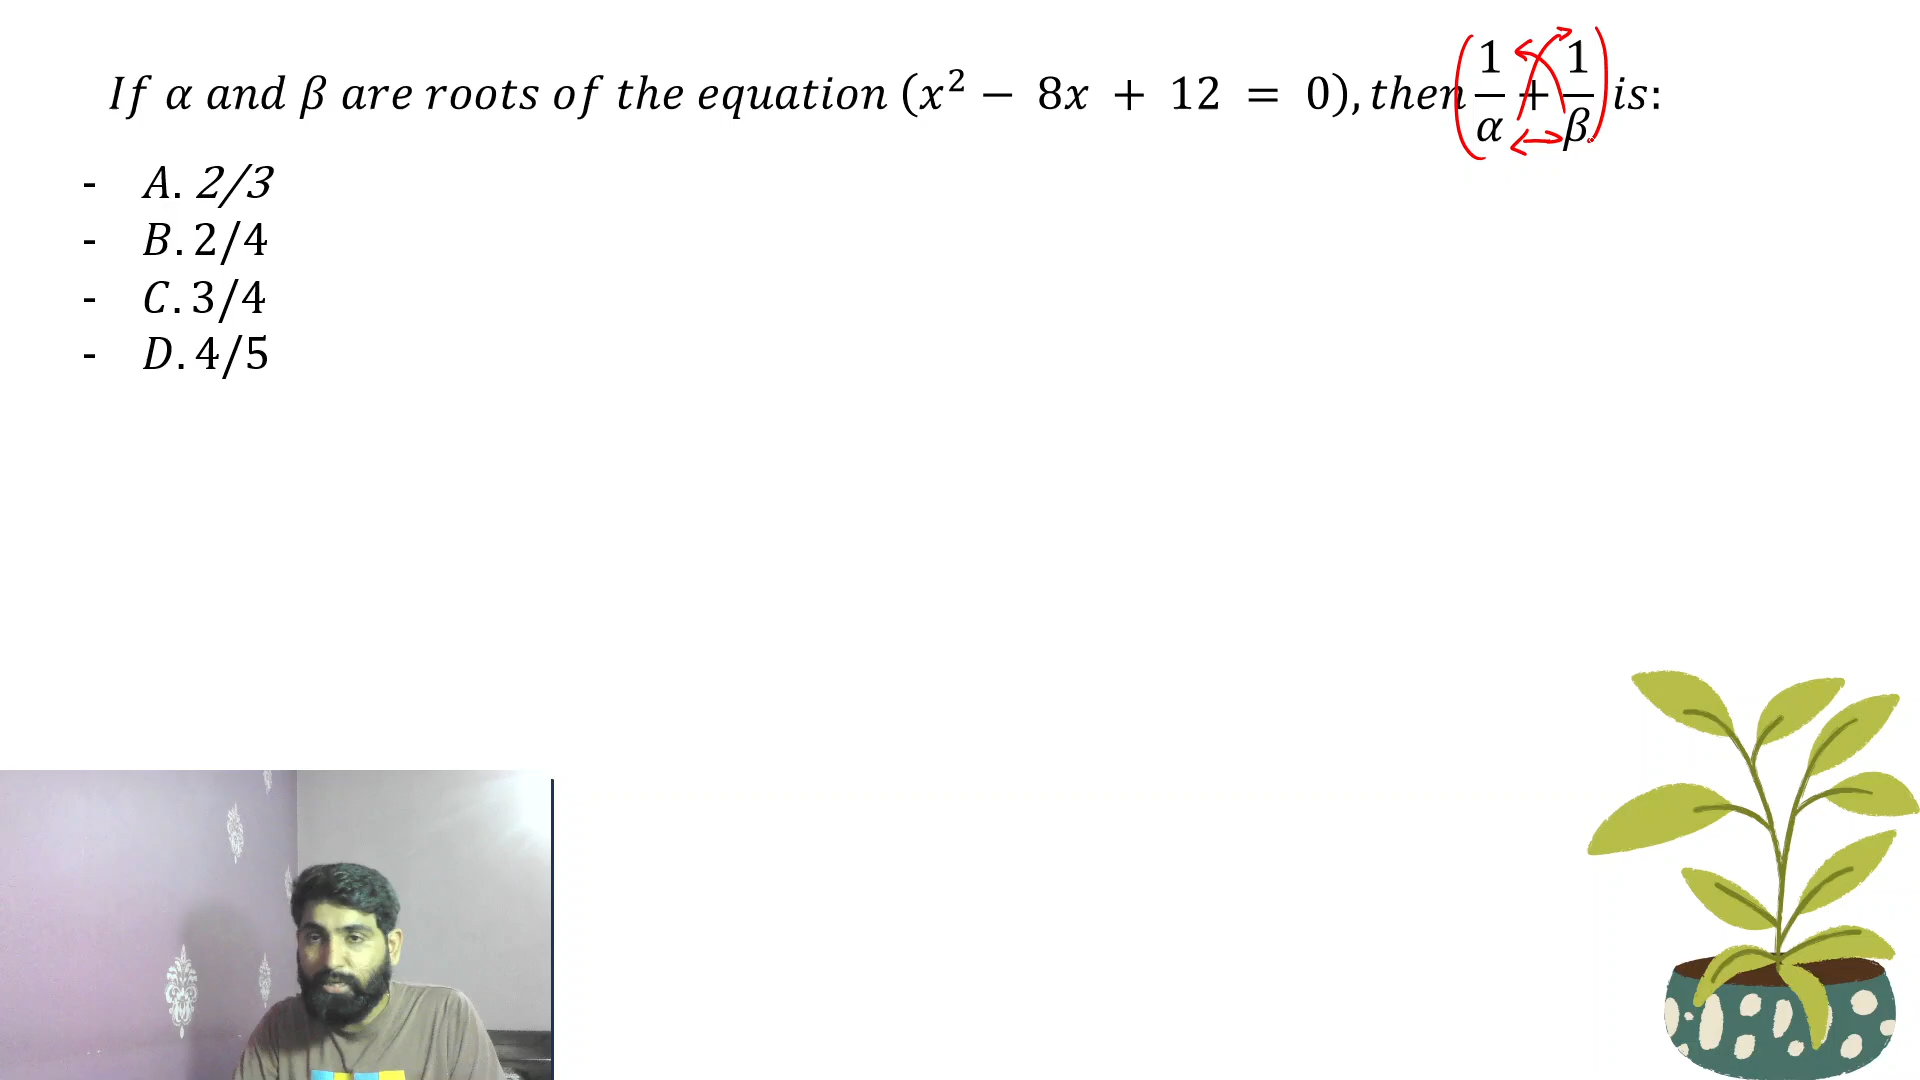 If α and β are roots of the equation (x² − 8x + 12 = 0), then 1/α + 1/β is:
- A. 2/3
- B. 2/4
- C. 3/4
- D. 4/5